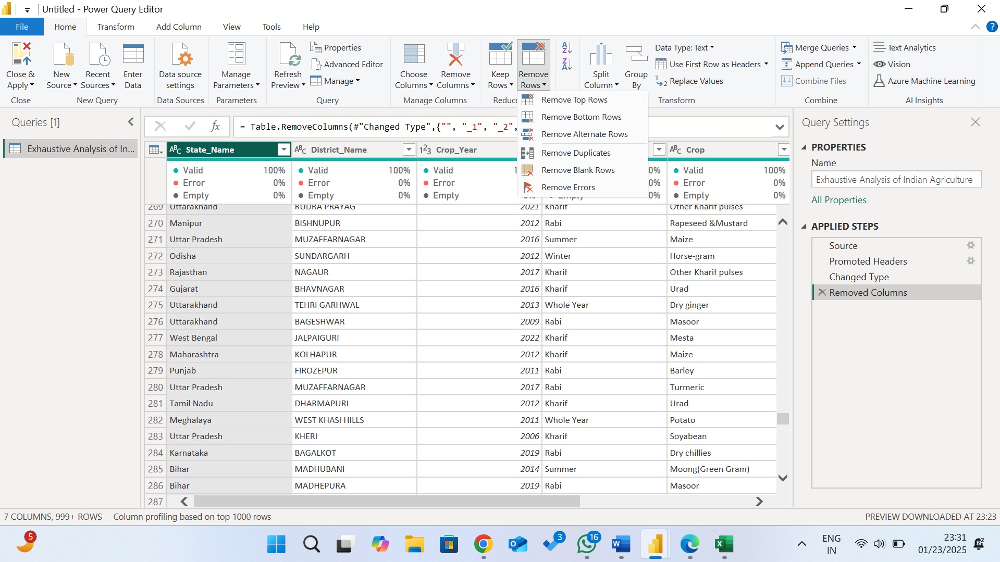 Untitled - Power Query Editor
File Home Transform Add Column View Tools Help
Close & Apply
New Source
Recent Sources
Enter Data
Data source settings
Manage Parameters
Refresh Preview
Properties
Advanced Editor
Manage
Choose Columns
Remove Columns
Keep Rows
Remove Rows
Split Column
Group By
Data Type: Text
Use First Row as Headers
Replace Values
Merge Queries
Append Queries
Combine Files
Text Analytics
Vision
Azure Machine Learning
Close New Query Data Sources Parameters Query Manage Columns Transform Combine AI Insights
Remove Top Rows
Remove Bottom Rows
Remove Alternate Rows
Remove Duplicates
Remove Blank Rows
Remove Errors
Queries [1]
Exhaustive Analysis of In...
fx
= Table.RemoveColumns(#"Changed Type",{"", "_1", "_2",
State_Name District_Name Crop_Year Crop
Valid 100% Valid 100% Valid Valid 100%
Error 0% Error 0% Error 0% Error 0%
Empty 0% Empty 0% Empty 0% Empty 0%
269 Uttarakhand RUDRA PRAYAG 2021 Kharif Other Kharif pulses
270 Manipur BISHNUPUR 2012 Rabi Rapeseed &Mustard
271 Uttar Pradesh MUZAFFARNAGAR 2016 Summer Maize
272 Odisha SUNDARGARH 2012 Winter Horse-gram
273 Rajasthan NAGAUR 2017 Kharif Other Kharif pulses
274 Gujarat BHAVNAGAR 2016 Kharif Urad
275 Uttarakhand TEHRI GARHWAL 2013 Whole Year Dry ginger
276 Uttarakhand BAGESHWAR 2009 Rabi Masoor
277 West Bengal JALPAIGURI 2022 Kharif Mesta
278 Maharashtra KOLHAPUR 2012 Kharif Maize
279 Punjab FIROZEPUR 2011 Rabi Barley
280 Uttar Pradesh MUZAFFARNAGAR 2017 Rabi Turmeric
281 Tamil Nadu DHARMAPURI 2012 Kharif Urad
282 Meghalaya WEST KHASI HILLS 2011 Whole Year Potato
283 Uttar Pradesh KHERI 2006 Kharif Soyabean
284 Karnataka BAGALKOT 2019 Rabi Dry chillies
285 Bihar MADHUBANI 2014 Summer Moong(Green Gram)
286 Bihar MADHEPURA 2019 Rabi Masoor
287
Query Settings
PROPERTIES
Name
Exhaustive Analysis of Indian Agriculture
All Properties
APPLIED STEPS
Source
Promoted Headers
Changed Type
Removed Columns
7 COLUMNS, 999+ ROWS Column profiling based on top 1000 rows PREVIEW DOWNLOADED AT 23:23
5
3
16
ENG
IN
23:31
01/23/2025